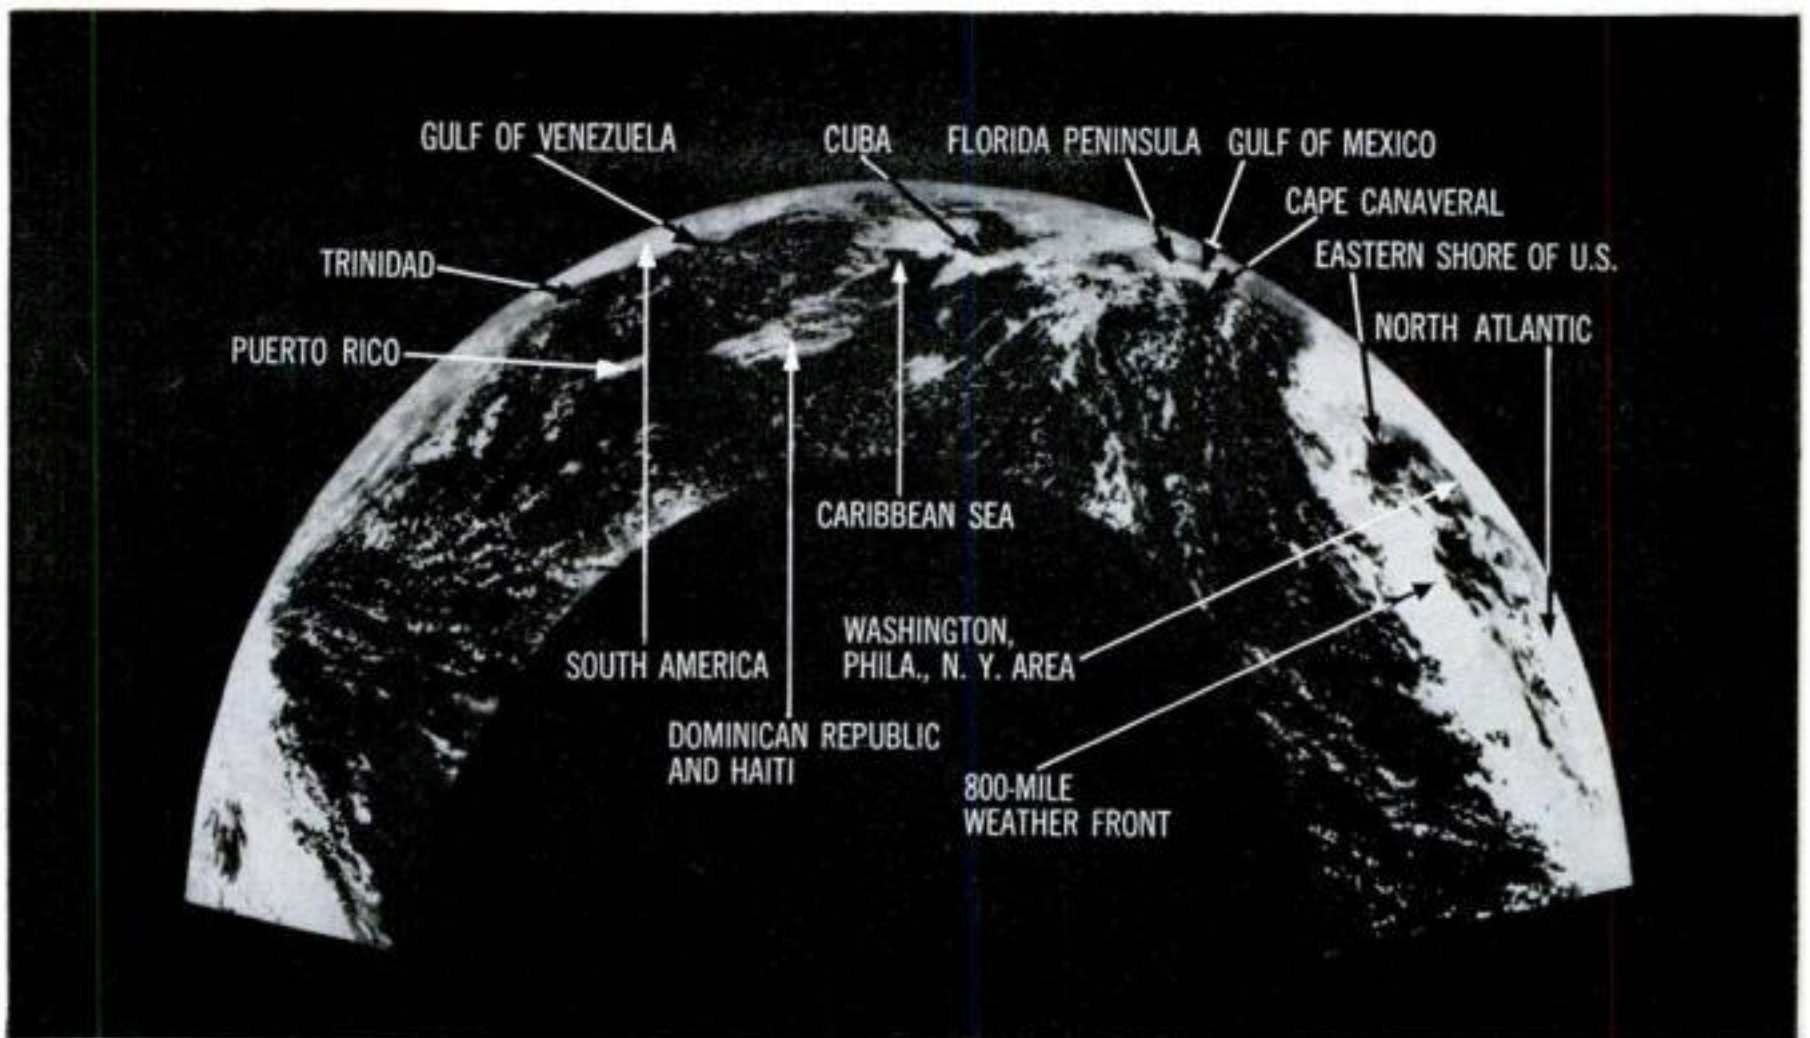 GULF OF VENEZUELA
CUBA
FLORIDA PENINSULA
GULF OF MEXICO
CAPE CANAVERAL
EASTERN SHORE OF U.S.
TRINIDAD
NORTH ATLANTIC
PUERTO RICO
CARIBBEAN SEA
WASHINGTON,
PHILA., N. Y. AREA
SOUTH AMERICA
DOMINICAN REPUBLIC
AND HAITI
800-MILE
WEATHER FRONT